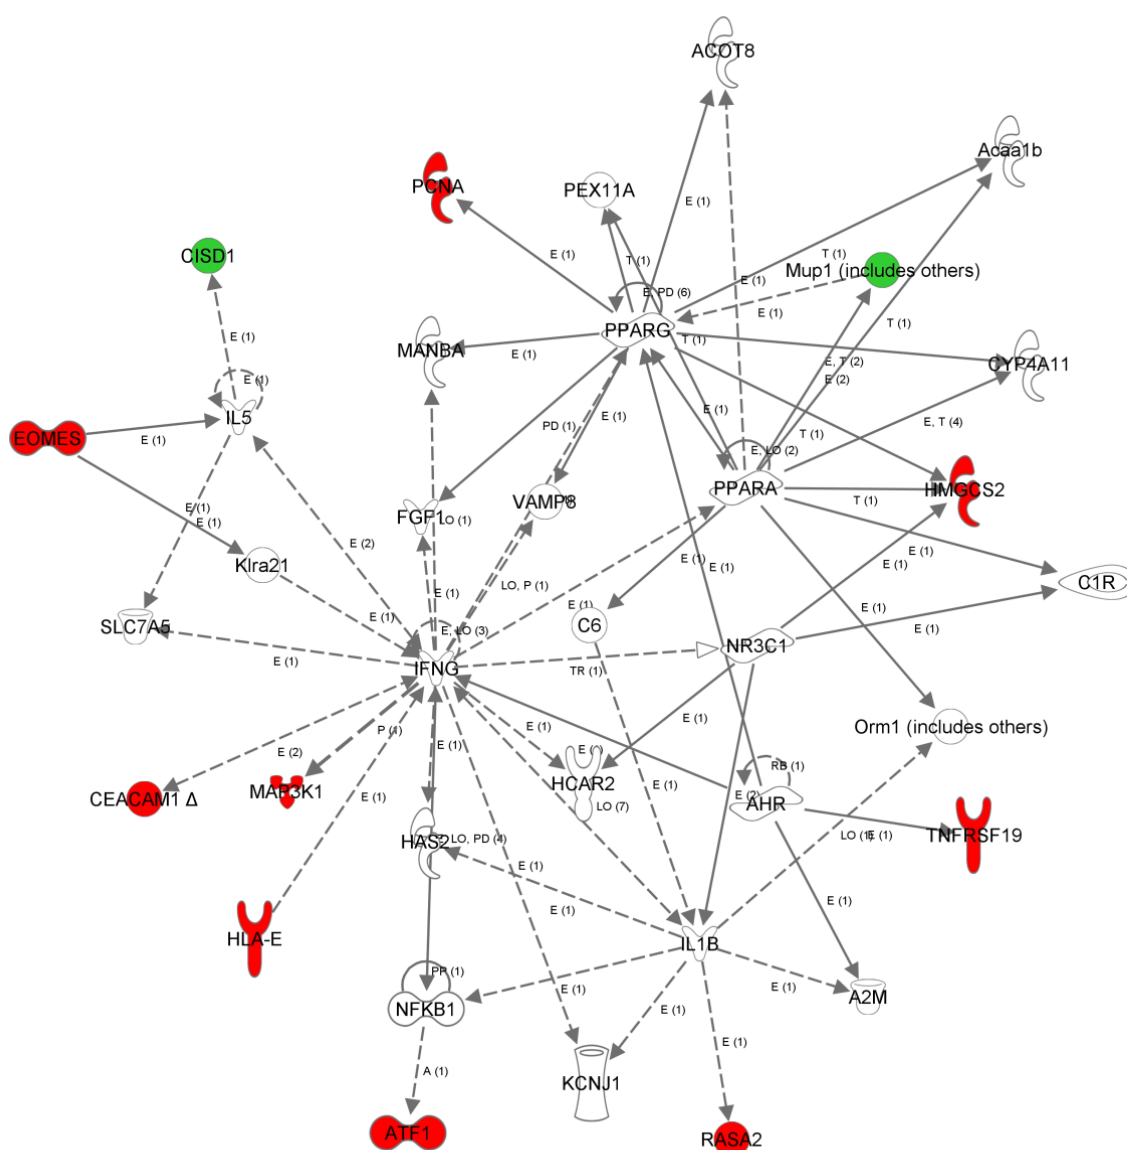 ACOT8
Acaa1b
PCNA
PEX11A
E (1)
CISD1
E (1)
T (1)
T (1)
Mup1 (includes others)
E (1)
E, PD (6)
E (1)
T (1)
PPARG
E (1)
T (1)
MANBA
E (1)
E, T (2)
CYP4A11
E (1)
E (2)
IL5
E (1)
E (1)
E, T (4)
EOMES
E (1)
PD (1)
T (1)
E, LO (2)
PPARA
HMGCS2
T (1)
VAMP8
FGF1
LO (1)
E (1)
E (1)
E (2)
E (1)
E (1)
E (1)
E (1)
Klra21
LO, P (1)
E (1)
C1R
E (1)
E (1)
E (1)
SLC7A5
E (1)
C6
E (1)
E, LO (3)
NR3C1
E (1)
IFNG
TR (1)
E (1)
E (1)
Orm1 (includes others)
P (1)
E (2)
E (1)
RB (1)
HCAR2
E (1)
CEACAM1 Δ
MAP3K1
E (1)
E (2)
AHR
LO (7)
HAS2
LO, PD (4)
LO (1)
E (1)
TNFRSF19
E (1)
E (1)
E (1)
HLA-E
IL1B
PP (1)
E (1)
E (1)
A2M
NFKB1
E (1)
E (1)
A (1)
KCNJ1
ATF1
RASA2